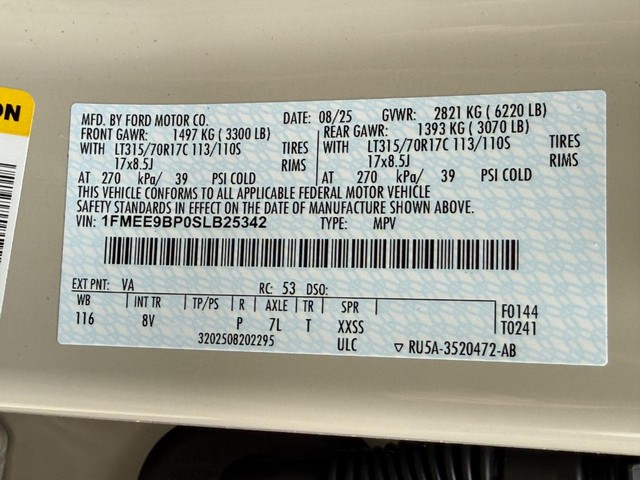 ON
MFD. BY FORD MOTOR CO. DATE: 08/25 GVWR: 2821 KG ( 6220 LB)
FRONT GAWR: 1497 KG ( 3300 LB) REAR GAWR: 1393 KG ( 3070 LB)
WITH LT315/70R17C 113/110S TIRES WITH LT315/70R17C 113/110S TIRES
17x8.5J RIMS 17x8.5J RIMS
AT 270 kPa/ 39 PSI COLD AT 270 kPa/ 39 PSI COLD
THIS VEHICLE CONFORMS TO ALL APPLICABLE FEDERAL MOTOR VEHICLE
SAFETY STANDARDS IN EFFECT ON THE DATE OF MANUFACTURE SHOWN ABOVE.
VIN: 1FMEE9BP0SLB25342 TYPE: MPV
EXT PNT: VA RC: 53 DSO:
WB INT TR TP/PS R AXLE TR SPR F0144
116 8V P 7L T XXSS T0241
3202508202295 ULC ▽ RU5A-3520472-AB